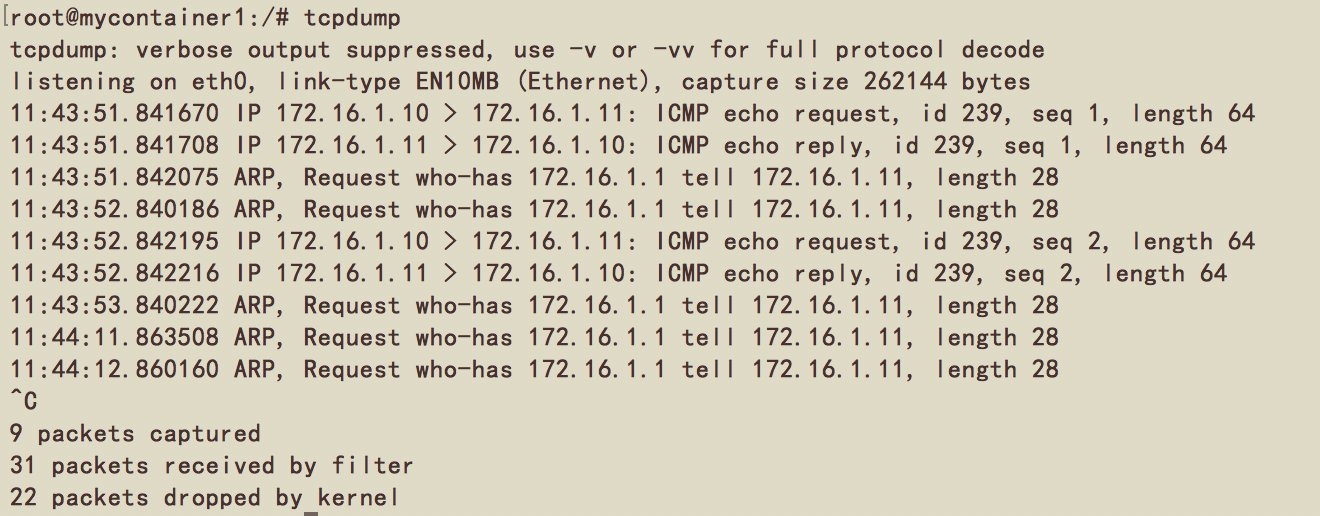 [root@mycontainer1:/# tcpdump
tcpdump: verbose output suppressed, use -v or -vv for full protocol decode
listening on eth0, link-type EN10MB (Ethernet), capture size 262144 bytes
11:43:51.841670 IP 172.16.1.10 > 172.16.1.11: ICMP echo request, id 239, seq 1, length 64
11:43:51.841708 IP 172.16.1.11 > 172.16.1.10: ICMP echo reply, id 239, seq 1, length 64
11:43:51.842075 ARP, Request who-has 172.16.1.1 tell 172.16.1.11, length 28
11:43:52.840186 ARP, Request who-has 172.16.1.1 tell 172.16.1.11, length 28
11:43:52.842195 IP 172.16.1.10 > 172.16.1.11: ICMP echo request, id 239, seq 2, length 64
11:43:52.842216 IP 172.16.1.11 > 172.16.1.10: ICMP echo reply, id 239, seq 2, length 64
11:43:53.840222 ARP, Request who-has 172.16.1.1 tell 172.16.1.11, length 28
11:44:11.863508 ARP, Request who-has 172.16.1.1 tell 172.16.1.11, length 28
11:44:12.860160 ARP, Request who-has 172.16.1.1 tell 172.16.1.11, length 28
^C
9 packets captured
31 packets received by filter
22 packets dropped by kernel